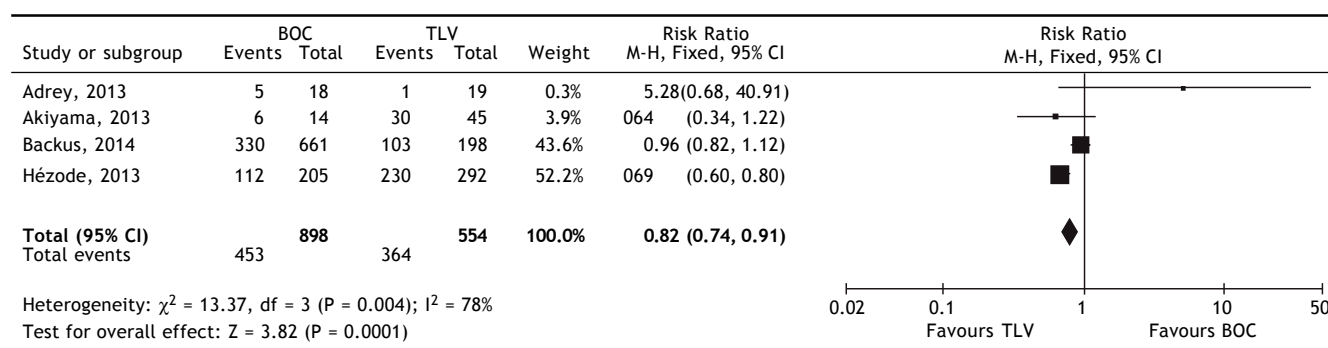 BOC TLV Risk Ratio Risk Ratio
Study or subgroup Events Total Events Total Weight M-H, Fixed, 95% CI M-H, Fixed, 95% CI
Adrey, 2013 5 18 1 19 0.3% 5.28(0.68, 40.91)
Akiyama, 2013 6 14 30 45 3.9% 064 (0.34, 1.22)
Backus, 2014 330 661 103 198 43.6% 0.96 (0.82, 1.12)
Hézode, 2013 112 205 230 292 52.2% 069 (0.60, 0.80)
Total (95% CI) 898 554 100.0% 0.82 (0.74, 0.91)
Total events 453 364
Heterogeneity: χ² = 13.37, df = 3 (P = 0.004); I² = 78%
Test for overall effect: Z = 3.82 (P = 0.0001)
0.02 0.1 1 10 50
Favours TLV Favours BOC